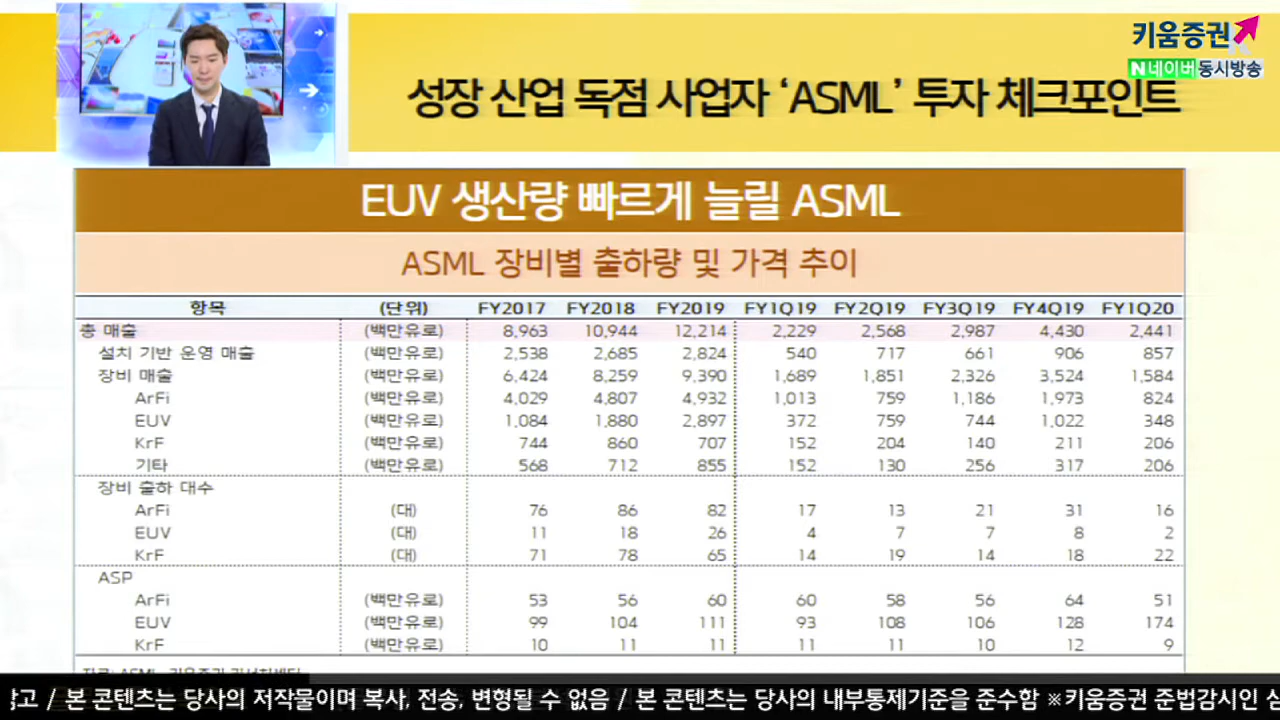 키움증권
N 네이버 동시방송
성장 산업 독점 사업자 ‘ASML’ 투자 체크포인트
EUV 생산량 빠르게 늘릴 ASML
ASML 장비별 출하량 및 가격 추이
항목 (단위) FY2017 FY2018 FY2019 FY1Q19 FY2Q19 FY3Q19 FY4Q19 FY1Q20
총 매출 (백만유로) 8,963 10,944 12,214 2,229 2,568 2,987 4,430 2,441
설치 기반 운영 매출 (백만유로) 2,538 2,685 2,824 540 717 661 906 857
장비 매출 (백만유로) 6,424 8,259 9,390 1,689 1,851 2,326 3,524 1,584
ArFi (백만유로) 4,029 4,807 4,932 1,013 759 1,186 1,973 824
EUV (백만유로) 1,084 1,880 2,897 372 759 744 1,022 348
KrF (백만유로) 744 860 707 152 204 140 211 206
기타 (백만유로) 568 712 855 152 130 256 317 206
장비 출하 대수
ArFi (대) 76 86 82 17 13 21 31 16
EUV (대) 11 18 26 4 7 7 8 2
KrF (대) 71 78 65 14 19 14 18 22
ASP
ArFi (백만유로) 53 56 60 60 58 56 64 51
EUV (백만유로) 99 104 111 93 108 106 128 174
KrF (백만유로) 10 11 11 11 11 10 12 9
/ 본 콘텐츠는 당사의 저작물이며 복사, 전송, 변형될 수 없음 / 본 콘텐츠는 당사의 내부통제기준을 준수함 ※키움증권 준법감시인